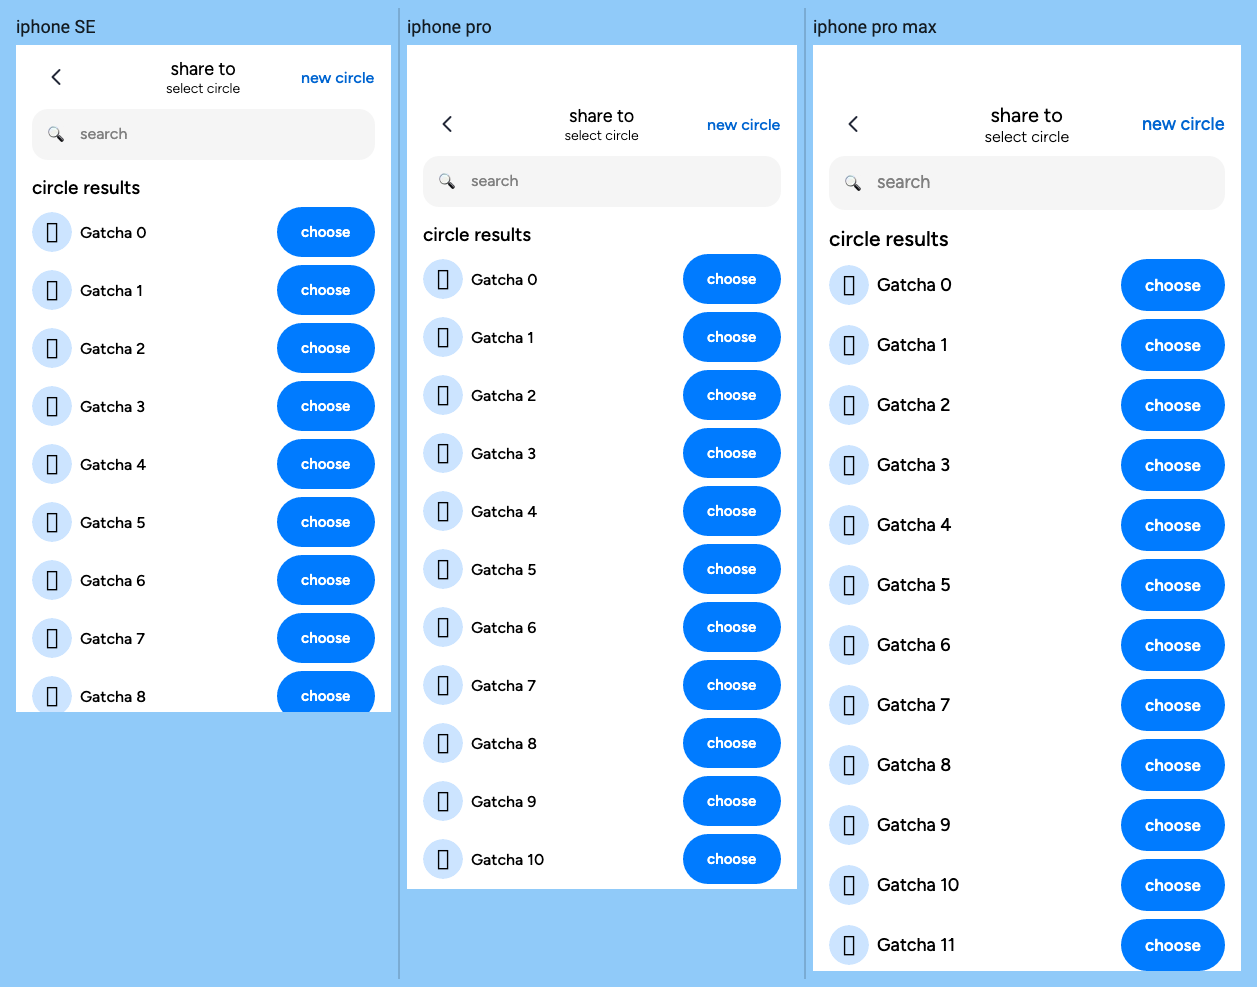 iphone SE
share to
select circle
new circle
search
circle results
Gatcha 0 choose
Gatcha 1 choose
Gatcha 2 choose
Gatcha 3 choose
Gatcha 4 choose
Gatcha 5 choose
Gatcha 6 choose
Gatcha 7 choose
Gatcha 8 choose
iphone pro
share to
select circle
new circle
search
circle results
Gatcha 0 choose
Gatcha 1 choose
Gatcha 2 choose
Gatcha 3 choose
Gatcha 4 choose
Gatcha 5 choose
Gatcha 6 choose
Gatcha 7 choose
Gatcha 8 choose
Gatcha 9 choose
Gatcha 10 choose
iphone pro max
share to
select circle
new circle
search
circle results
Gatcha 0 choose
Gatcha 1 choose
Gatcha 2 choose
Gatcha 3 choose
Gatcha 4 choose
Gatcha 5 choose
Gatcha 6 choose
Gatcha 7 choose
Gatcha 8 choose
Gatcha 9 choose
Gatcha 10 choose
Gatcha 11 choose